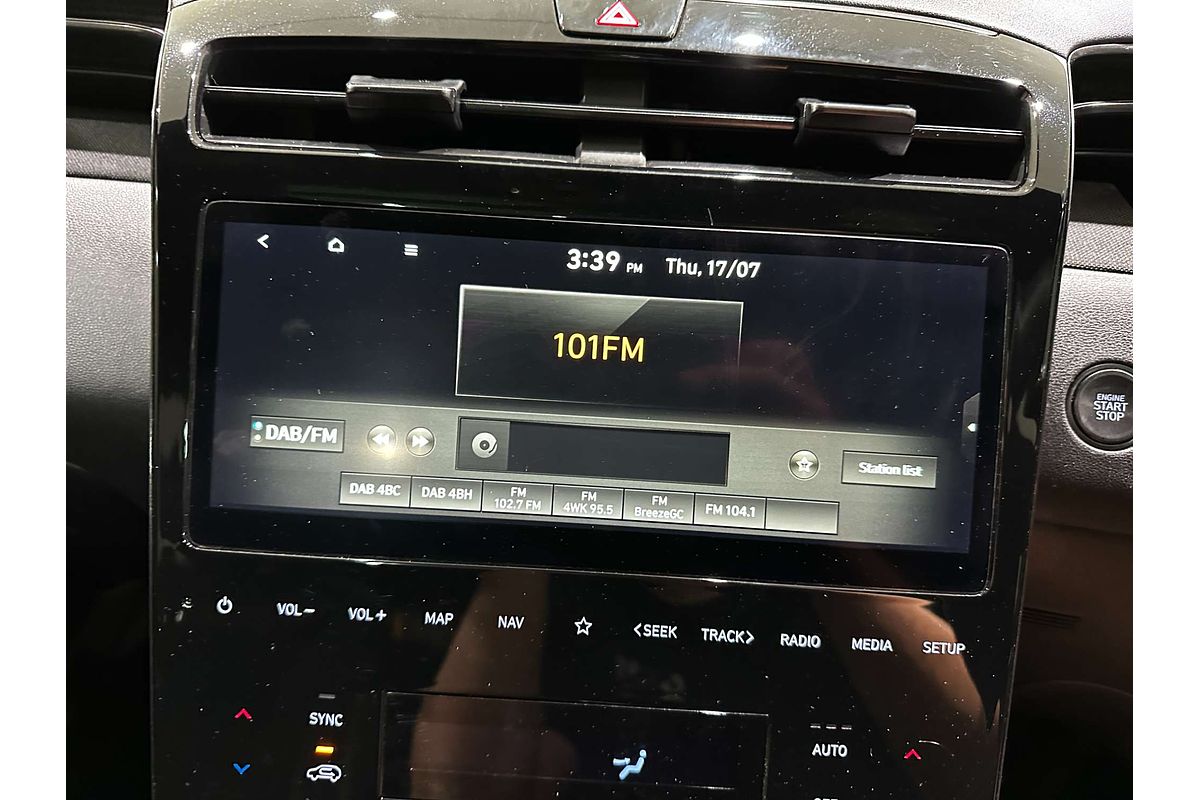 3:39 PM Thu, 17/07
101FM
ENGINE
START
STOP
DAB/FM
Station list
DAB 4BC
DAB 4BH
FM
102.7 FM
FM
4WK 95.5
FM
BreezeGC
FM 104.1
VOL− VOL+ MAP NAV <SEEK TRACK> RADIO MEDIA SETUP
SYNC
AUTO